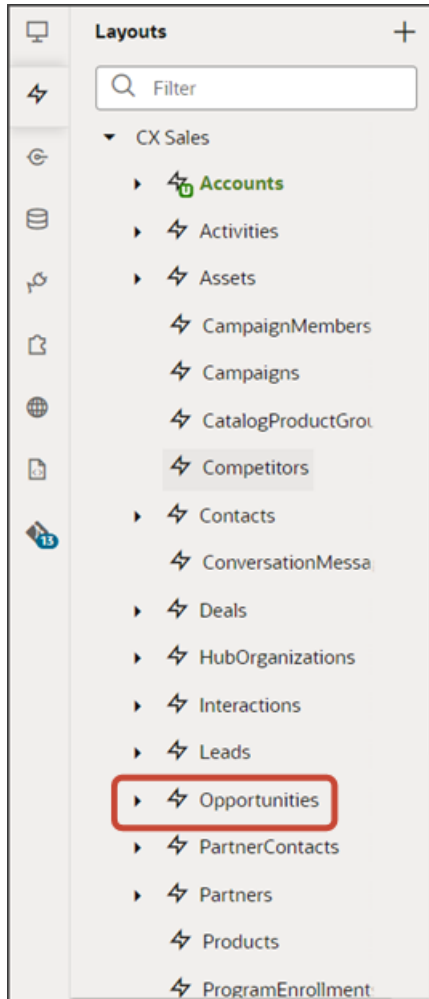 Layouts
Filter
CX Sales
Accounts
Activities
Assets
CampaignMembers
Campaigns
CatalogProductGrou
Competitors
Contacts
ConversationMessa
13
Deals
HubOrganizations
Interactions
Leads
Opportunities
PartnerContacts
Partners
Products
ProgramEnrollment